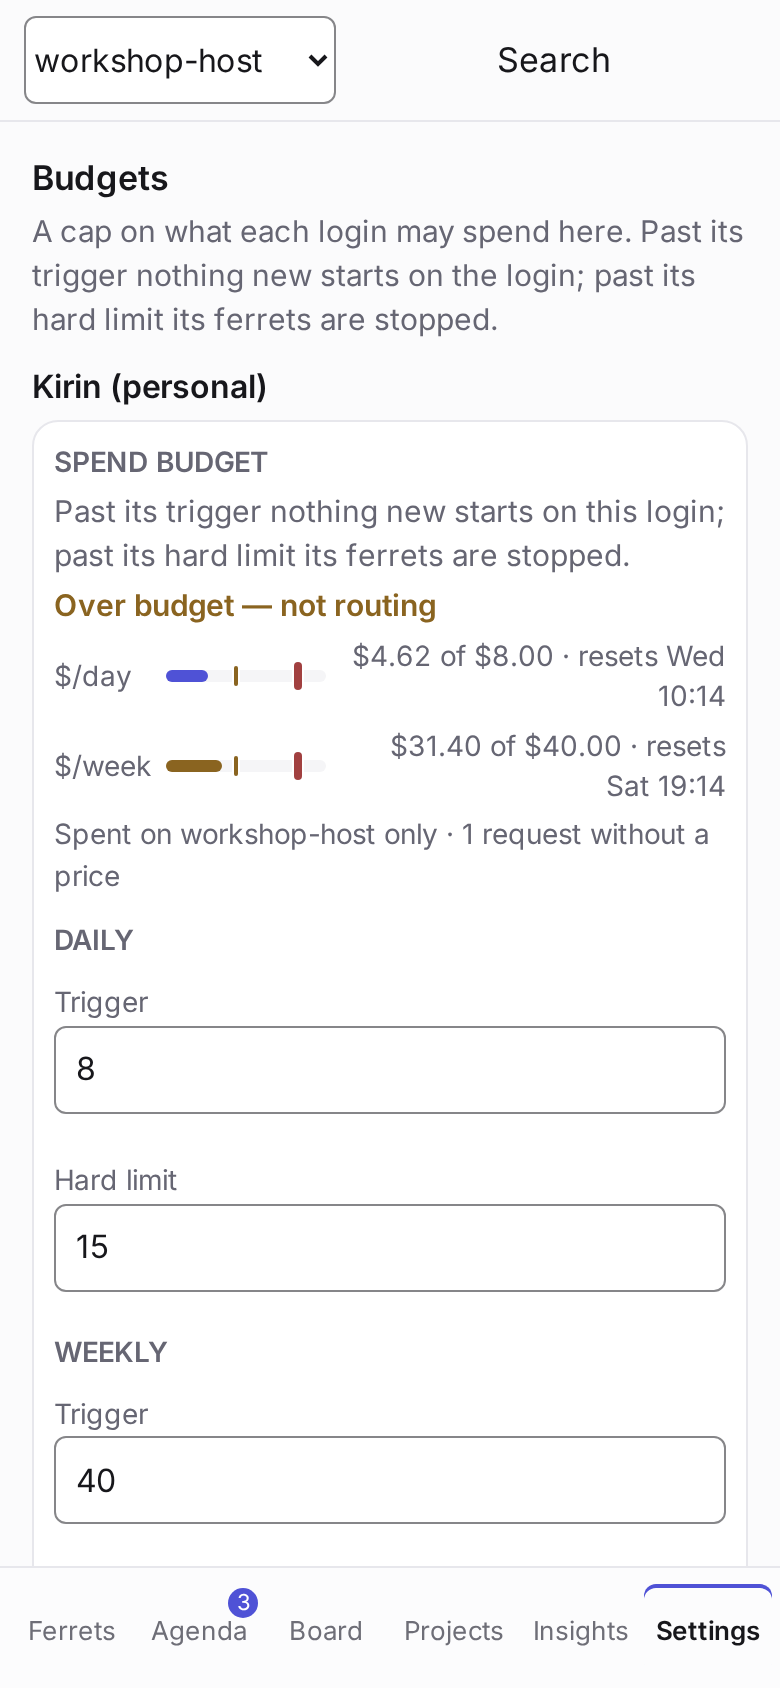 workshop-host
Search
Budgets
A cap on what each login may spend here. Past its
trigger nothing new starts on the login; past its
hard limit its ferrets are stopped.
Kirin (personal)
SPEND BUDGET
Past its trigger nothing new starts on this login;
past its hard limit its ferrets are stopped.
Over budget — not routing
$/day
$4.62 of $8.00 · resets Wed
10:14
$/week
$31.40 of $40.00 · resets
Sat 19:14
Spent on workshop-host only · 1 request without a
price
DAILY
Trigger
8
Hard limit
15
WEEKLY
Trigger
40
3
Ferrets
Agenda
Board
Projects
Insights
Settings